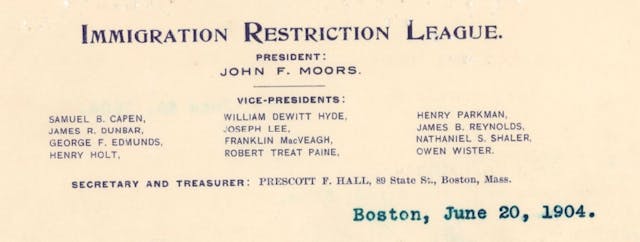 IMMIGRATION RESTRICTION LEAGUE.
PRESIDENT:
JOHN F. MOORS.
VICE-PRESIDENTS:
SAMUEL B. CAPEN,
JAMES R. DUNBAR,
GEORGE F. EDMUNDS,
HENRY HOLT,
WILLIAM DEWITT HYDE,
JOSEPH LEE,
FRANKLIN MACVEAGH,
ROBERT TREAT PAINE,
HENRY PARKMAN,
JAMES B. REYNOLDS,
NATHANIEL S. SHALER,
OWEN WISTER.
SECRETARY AND TREASURER: PRESCOTT F. HALL, 89 State St., Boston, Mass.
Boston, June 20, 1904.